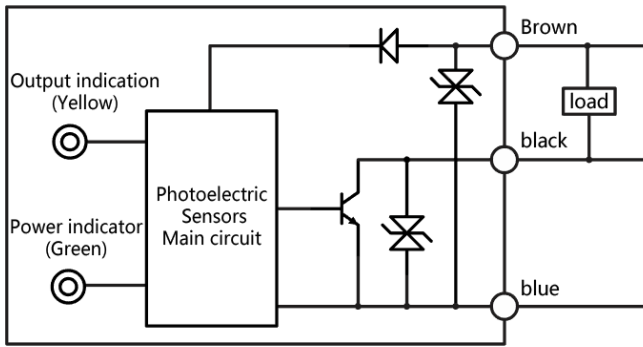 Brown
Output indication
(Yellow)
load
black
Photoelectric
Sensors
Main circuit
Power indicator
(Green)
blue